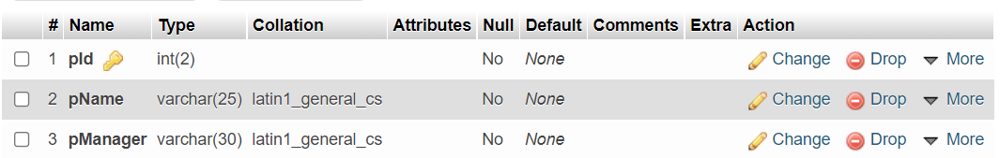 # Name Type Collation Attributes Null Default Comments Extra Action
1 pId int(2) No None Change Drop More
2 pName varchar(25) latin1_general_cs No None Change Drop More
3 pManager varchar(30) latin1_general_cs No None Change Drop More